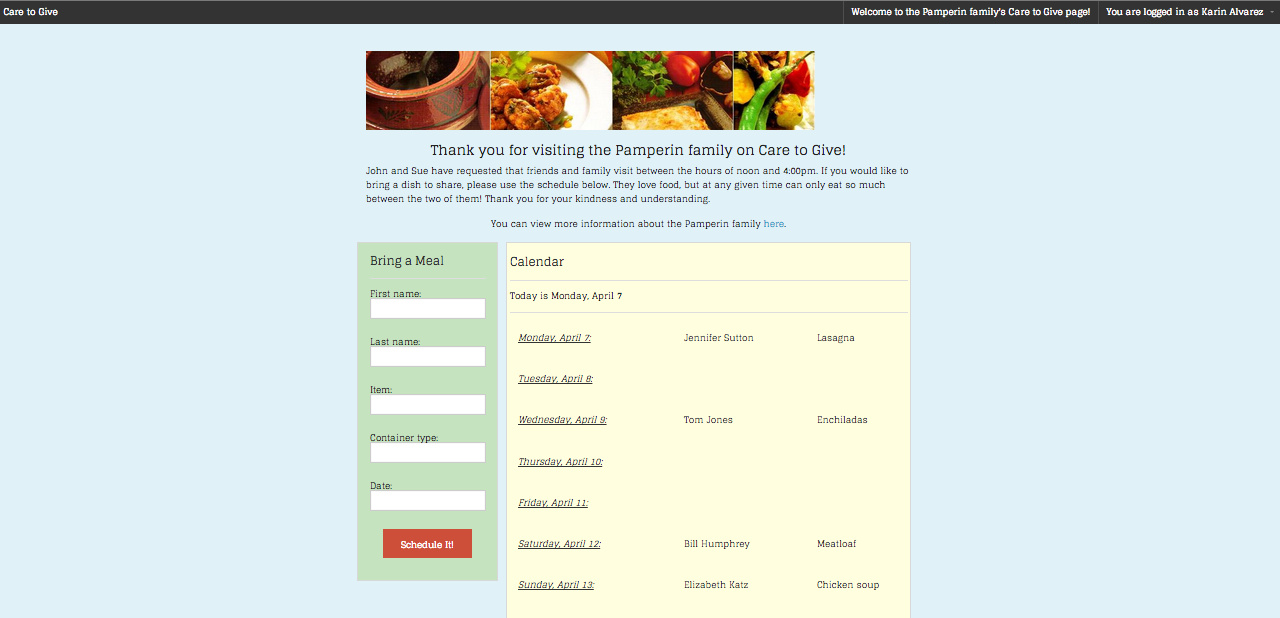 Care to Give
Welcome to the Pamperin family's Care to Give page!
You are logged in as Karin Alvarez
Thank you for visiting the Pamperin family on Care to Give!
John and Sue have requested that friends and family visit between the hours of noon and 4:00pm. If you would like to
bring a dish to share, please use the schedule below. They love food, but at any given time can only eat so much
between the two of them! Thank you for your kindness and understanding.
You can view more information about the Pamperin family here.
Bring a Meal
First name:
Last name:
Item:
Container type:
Date:
Schedule It!
Calendar
Today is Monday, April 7
Monday, April 7: Jennifer Sutton Lasagna
Tuesday, April 8:
Wednesday, April 9: Tom Jones Enchiladas
Thursday, April 10:
Friday, April 11:
Saturday, April 12: Bill Humphrey Meatloaf
Sunday, April 13: Elizabeth Katz Chicken soup